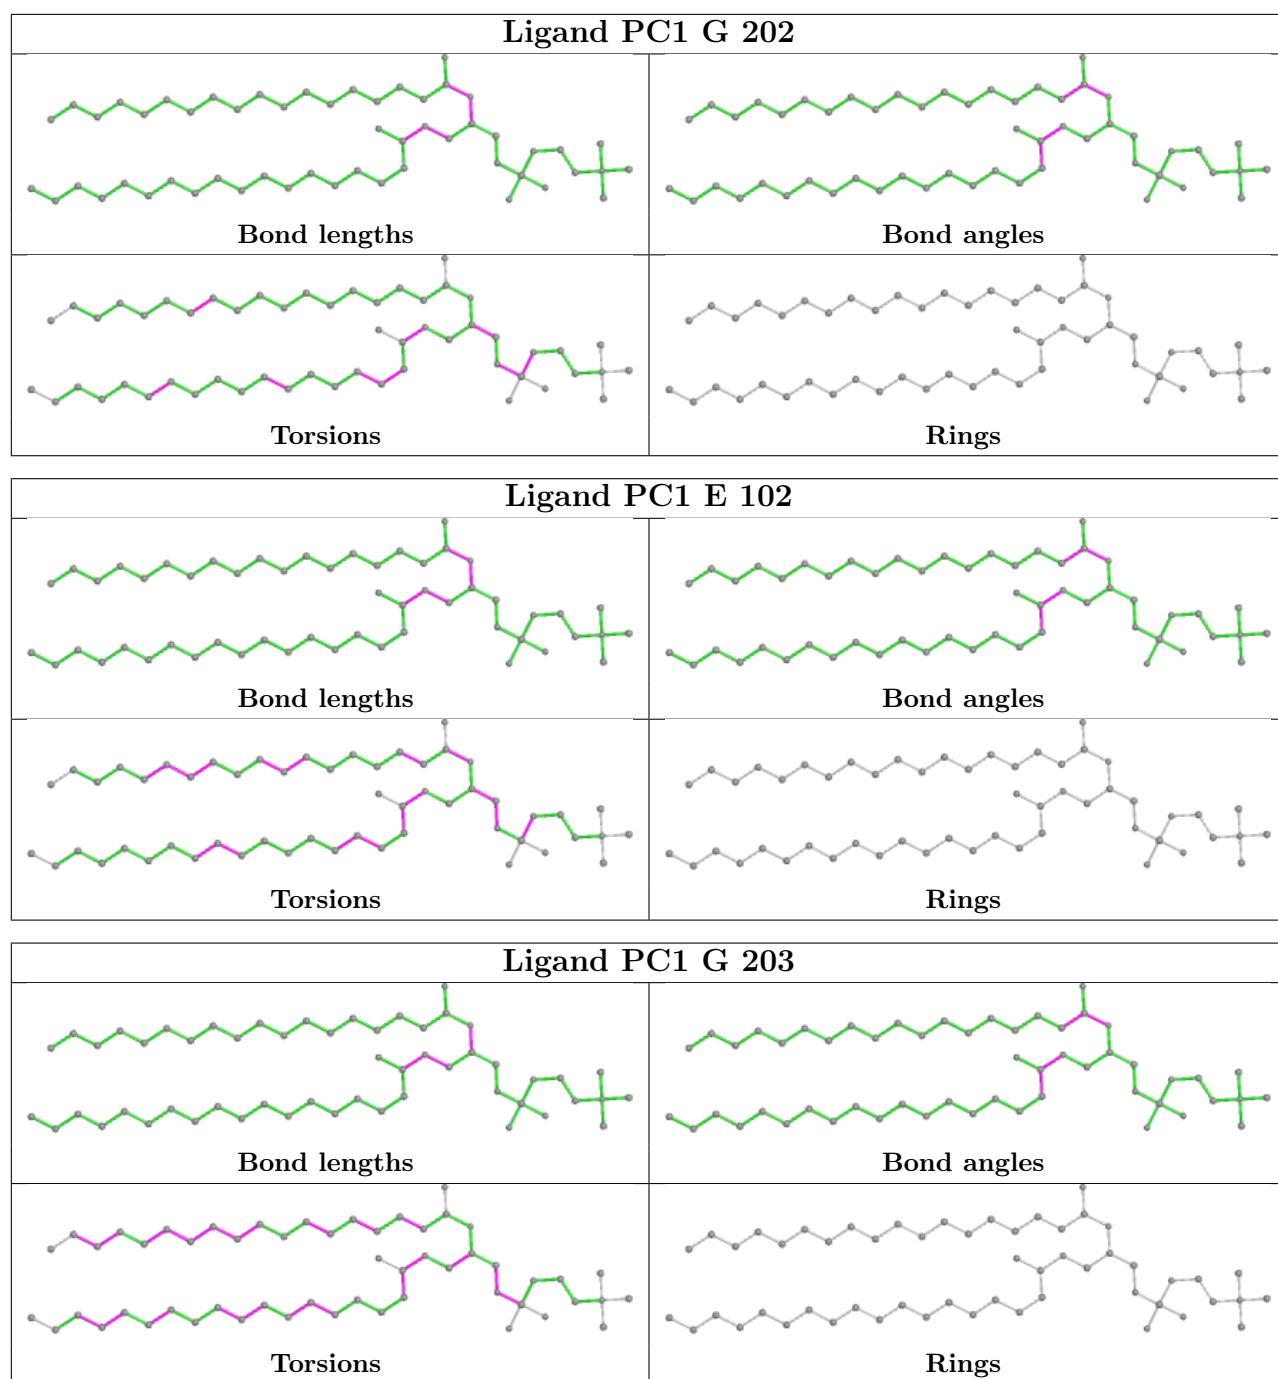 Ligand PC1 G 202
Bond lengths
Bond angles
Torsions
Rings
Ligand PC1 E 102
Bond lengths
Bond angles
Torsions
Rings
Ligand PC1 G 203
Bond lengths
Bond angles
Torsions
Rings